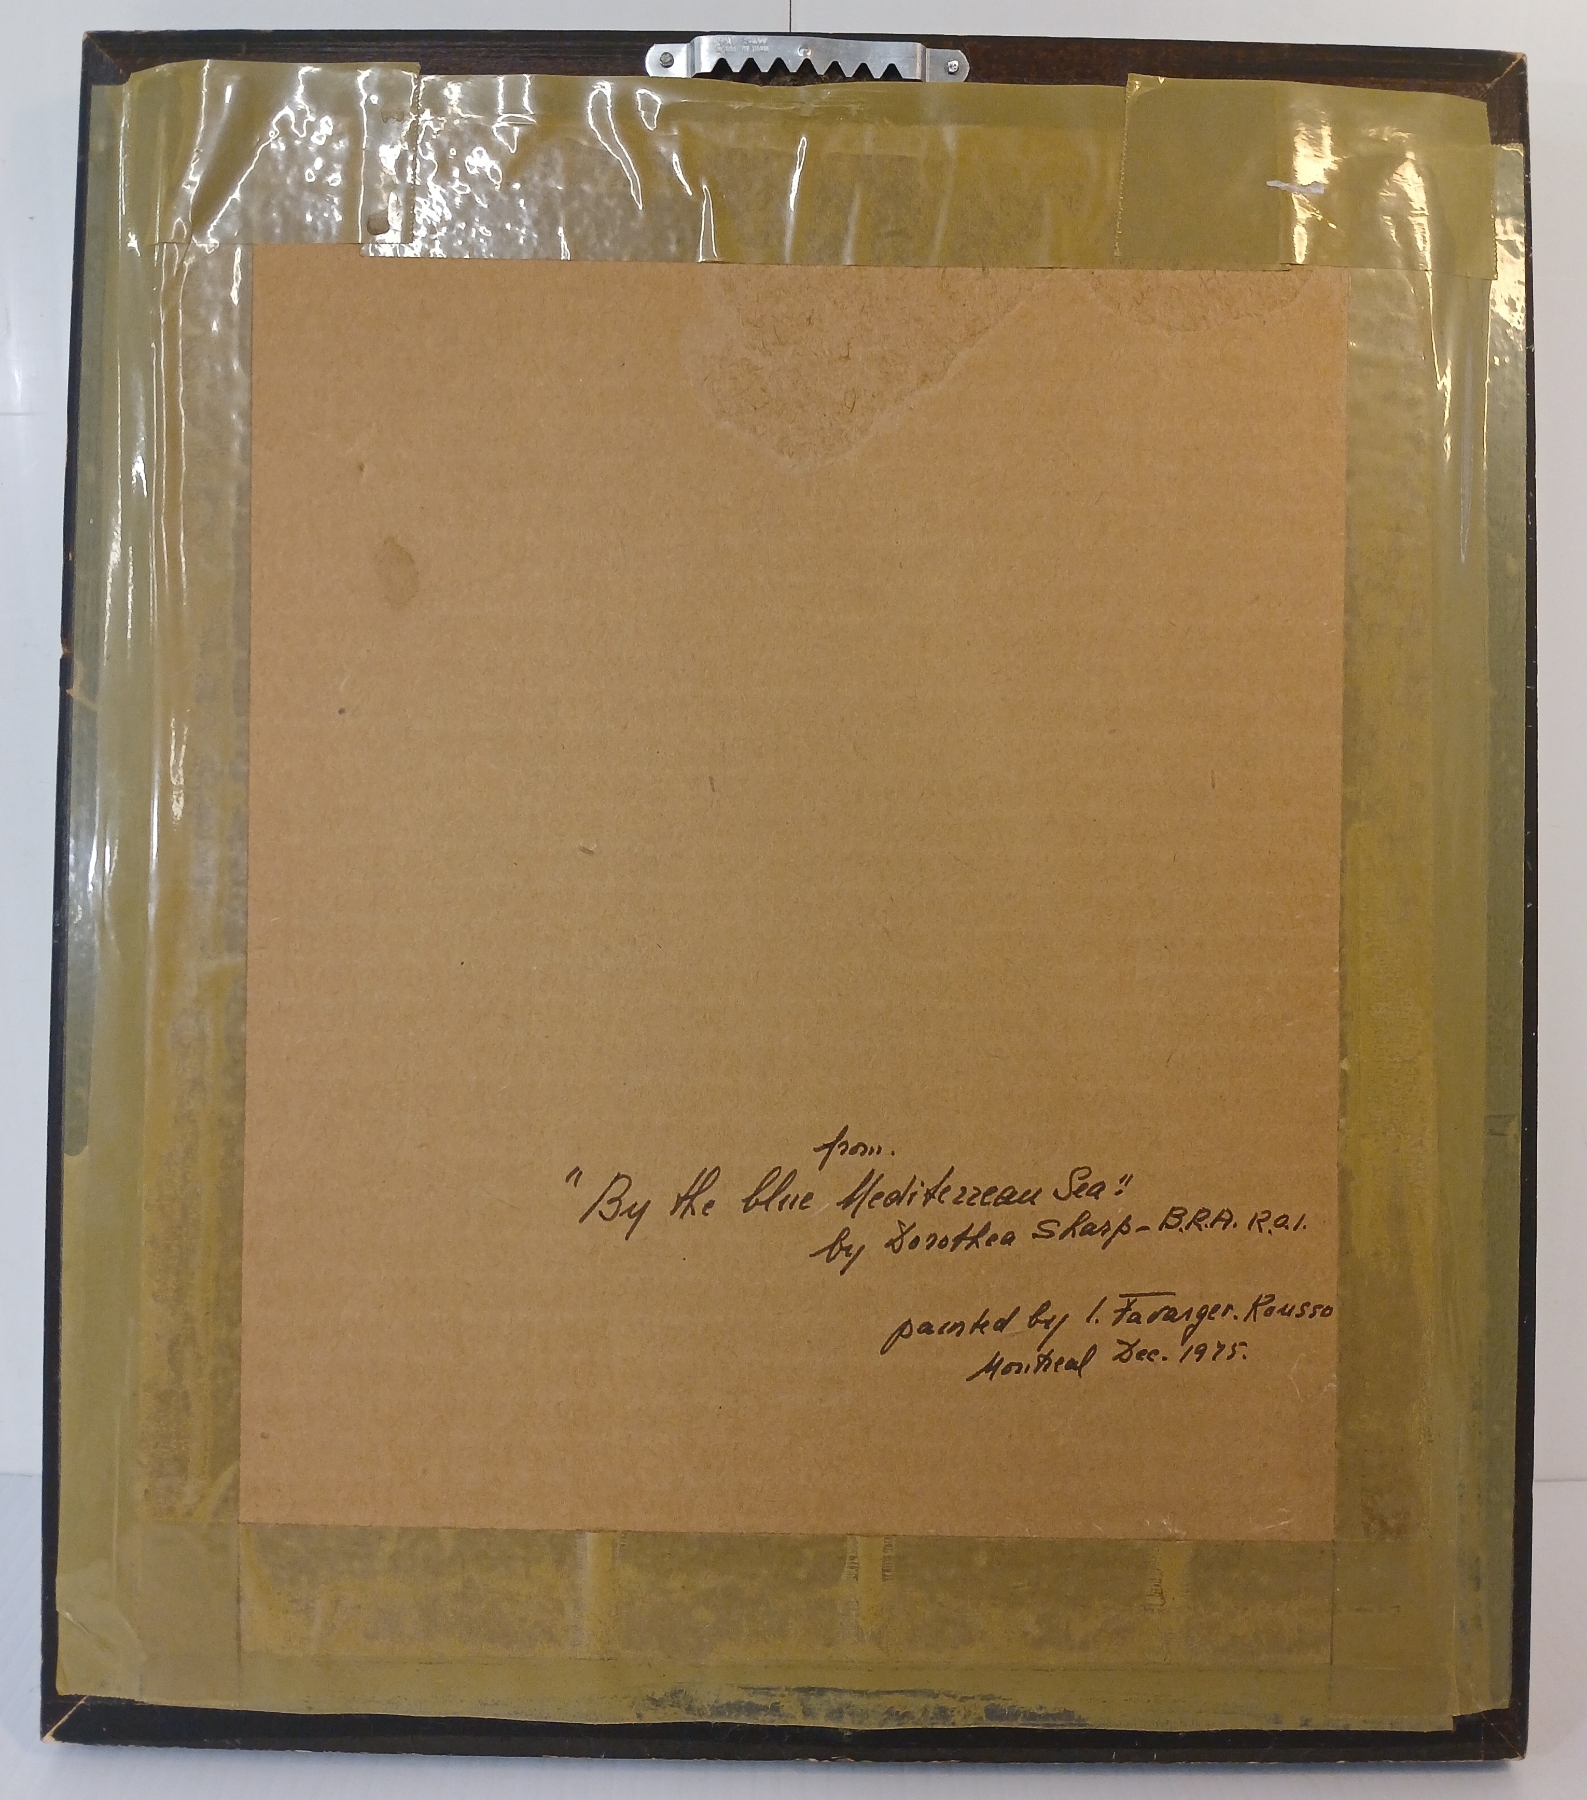 from.
"By the blue Mediterrean Sea."
by Dorothea Sharp - B.R.A. R.O.I.
painted by I. Favarger. Rousso
Montreal Dec. 1975.